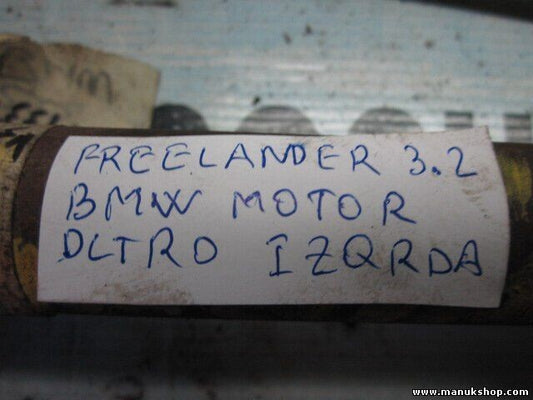 FREELANDER 3.2
BMW MOTOR
DLTRO IZQRDA
www.manukshop.com